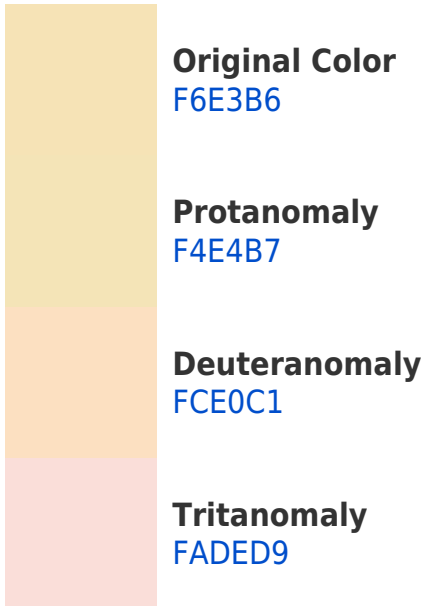 Original Color
F6E3B6
Protanomaly
F4E4B7
Deuteranomaly
FCE0C1
Tritanomaly
FADED9